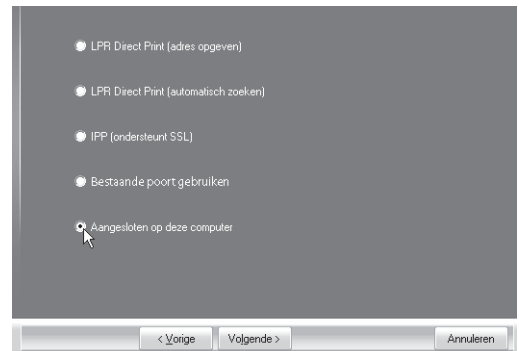 LPR Direct Print (adres opgeven)
LPR Direct Print (automatisch zoeken)
IPP (ondersteunt SSL)
Bestaande poort gebruiken
Aangesloten op deze computer
< Vorige Volgende > Annuleren